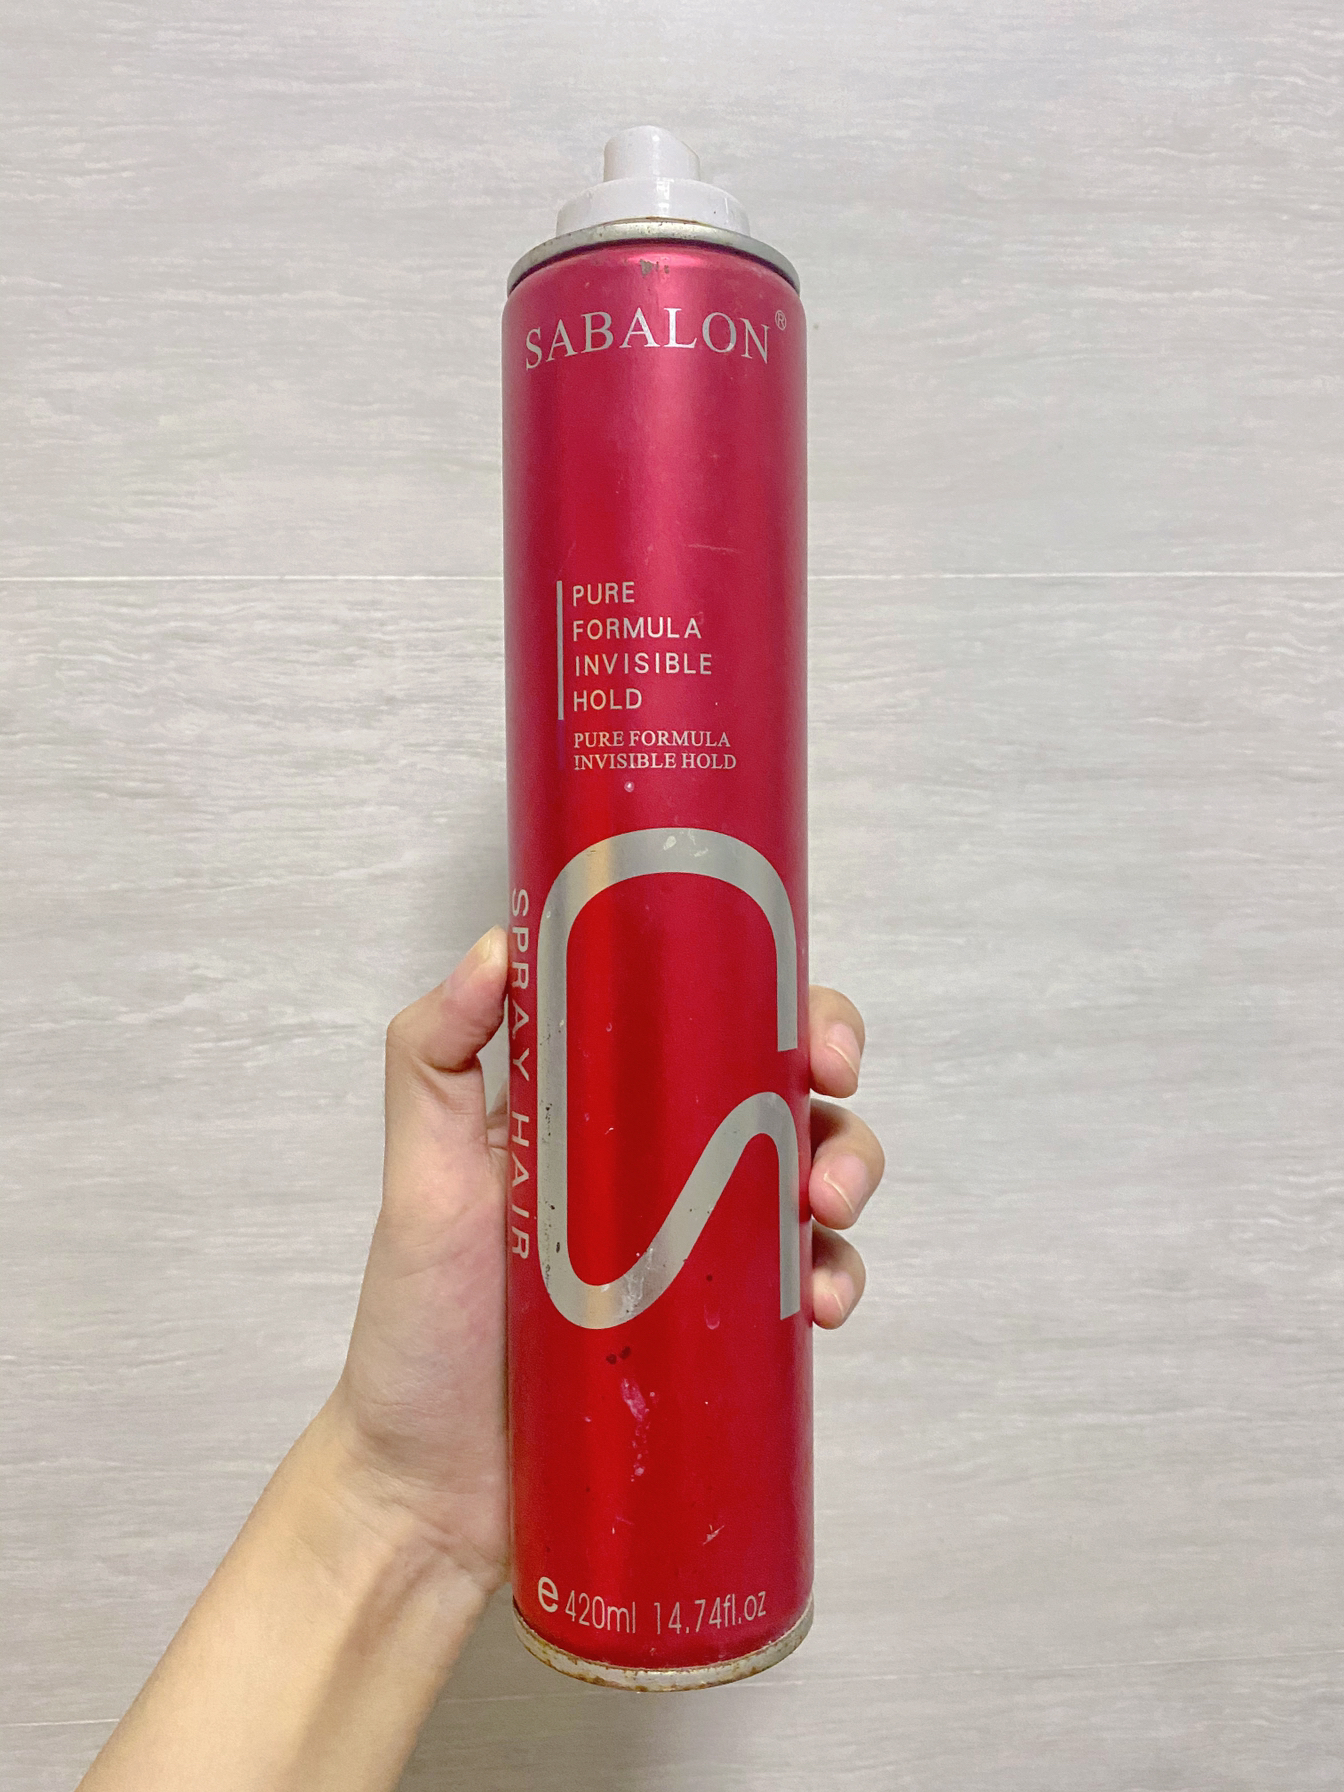 SABALON®
PURE
FORMULA
INVISIBLE
HOLD
PURE FORMULA
INVISIBLE HOLD
SPRAY HAIR
e 420ml 14.74fl.oz